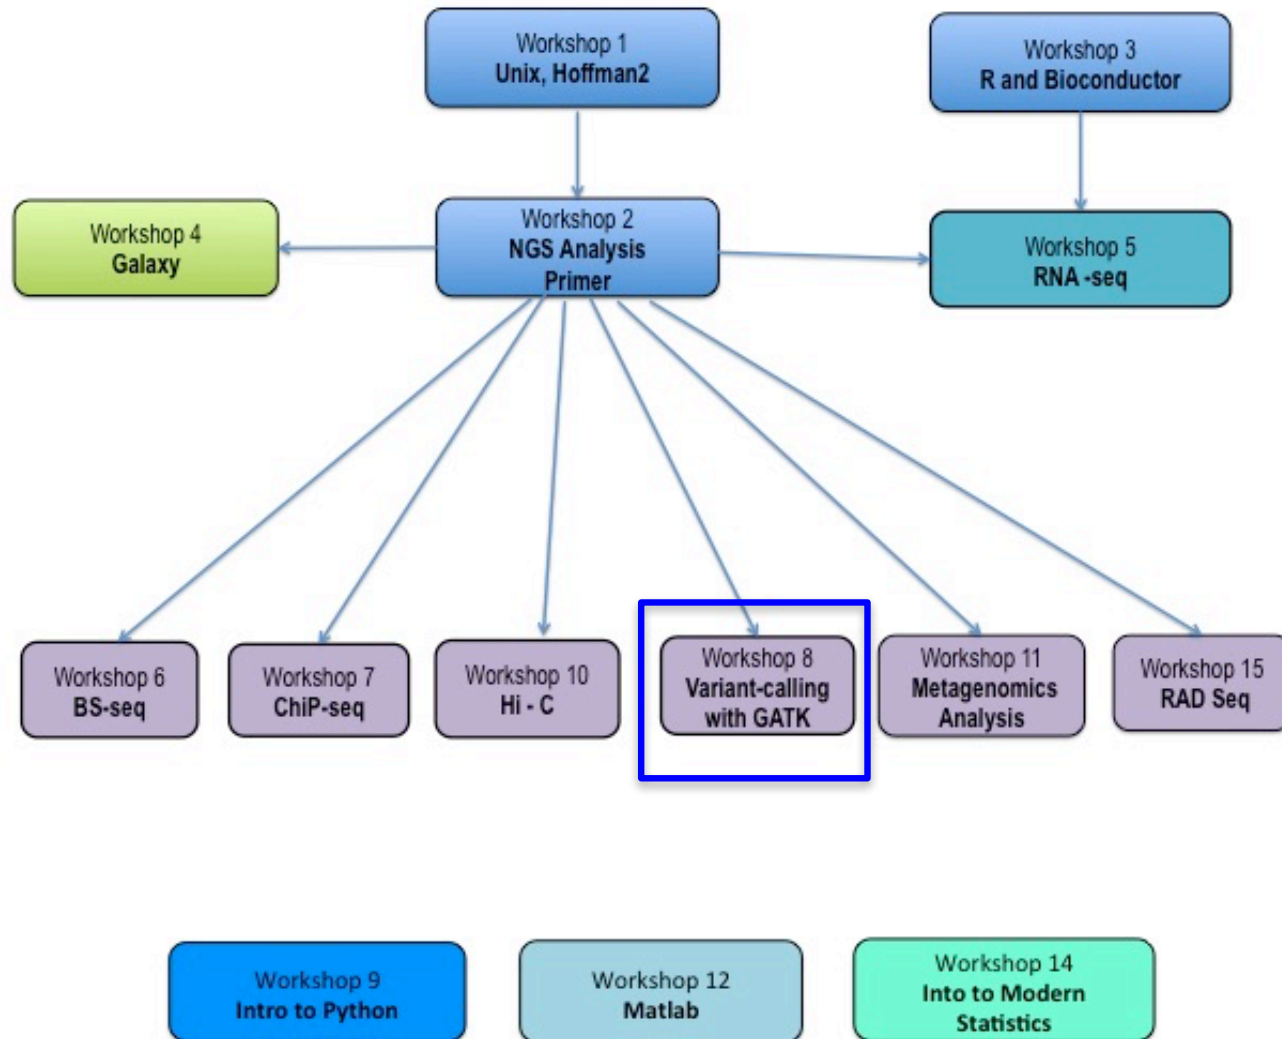 Workshop 1
Unix, Hoffman2
Workshop 3
R and Bioconductor
Workshop 4
Galaxy
Workshop 2
NGS Analysis
Primer
Workshop 5
RNA -seq
Workshop 6
BS-seq
Workshop 7
ChiP-seq
Workshop 10
Hi - C
Workshop 8
Variant-calling
with GATK
Workshop 11
Metagenomics
Analysis
Workshop 15
RAD Seq
Workshop 9
Intro to Python
Workshop 12
Matlab
Workshop 14
Into to Modern
Statistics